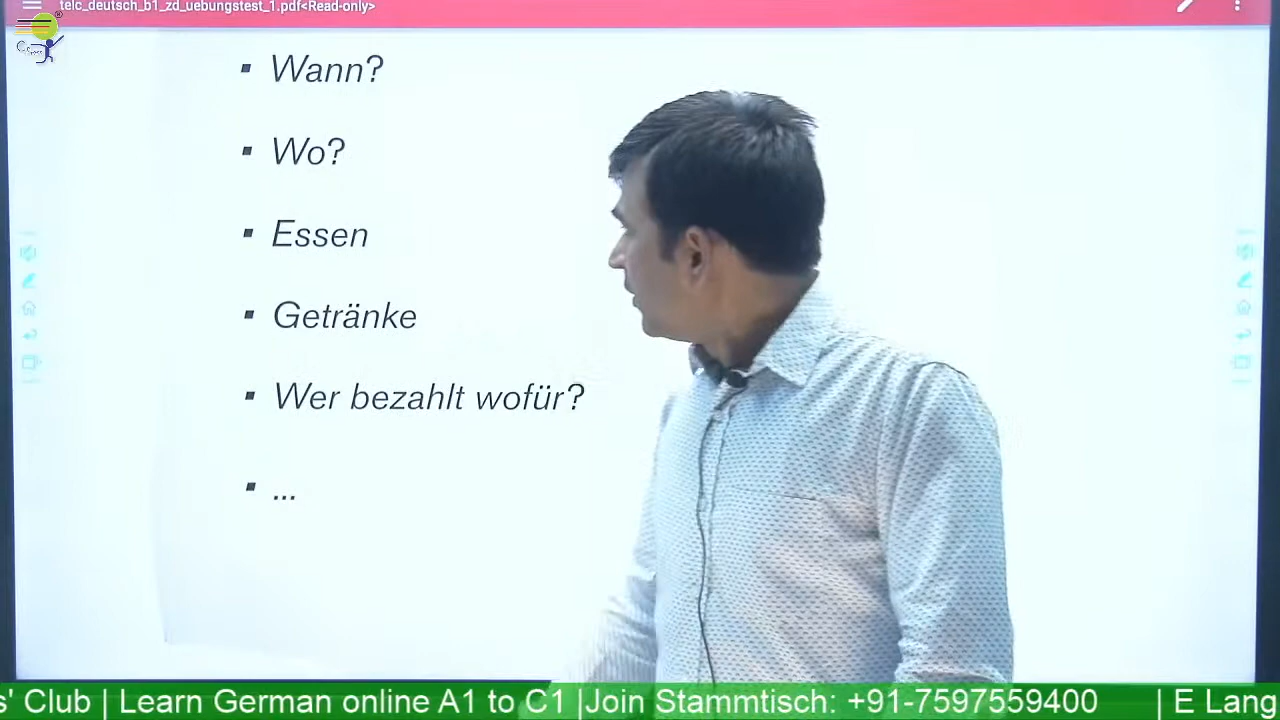 telc_deutsch_b1_zd_uebungstest_1.pdf<Read-only>
▪ Wann?
▪ Wo?
▪ Essen
▪ Getränke
▪ Wer bezahlt wofür?
▪ ...
s' Club | Learn German online A1 to C1 |Join Stammtisch: +91-7597559400 | E Lang